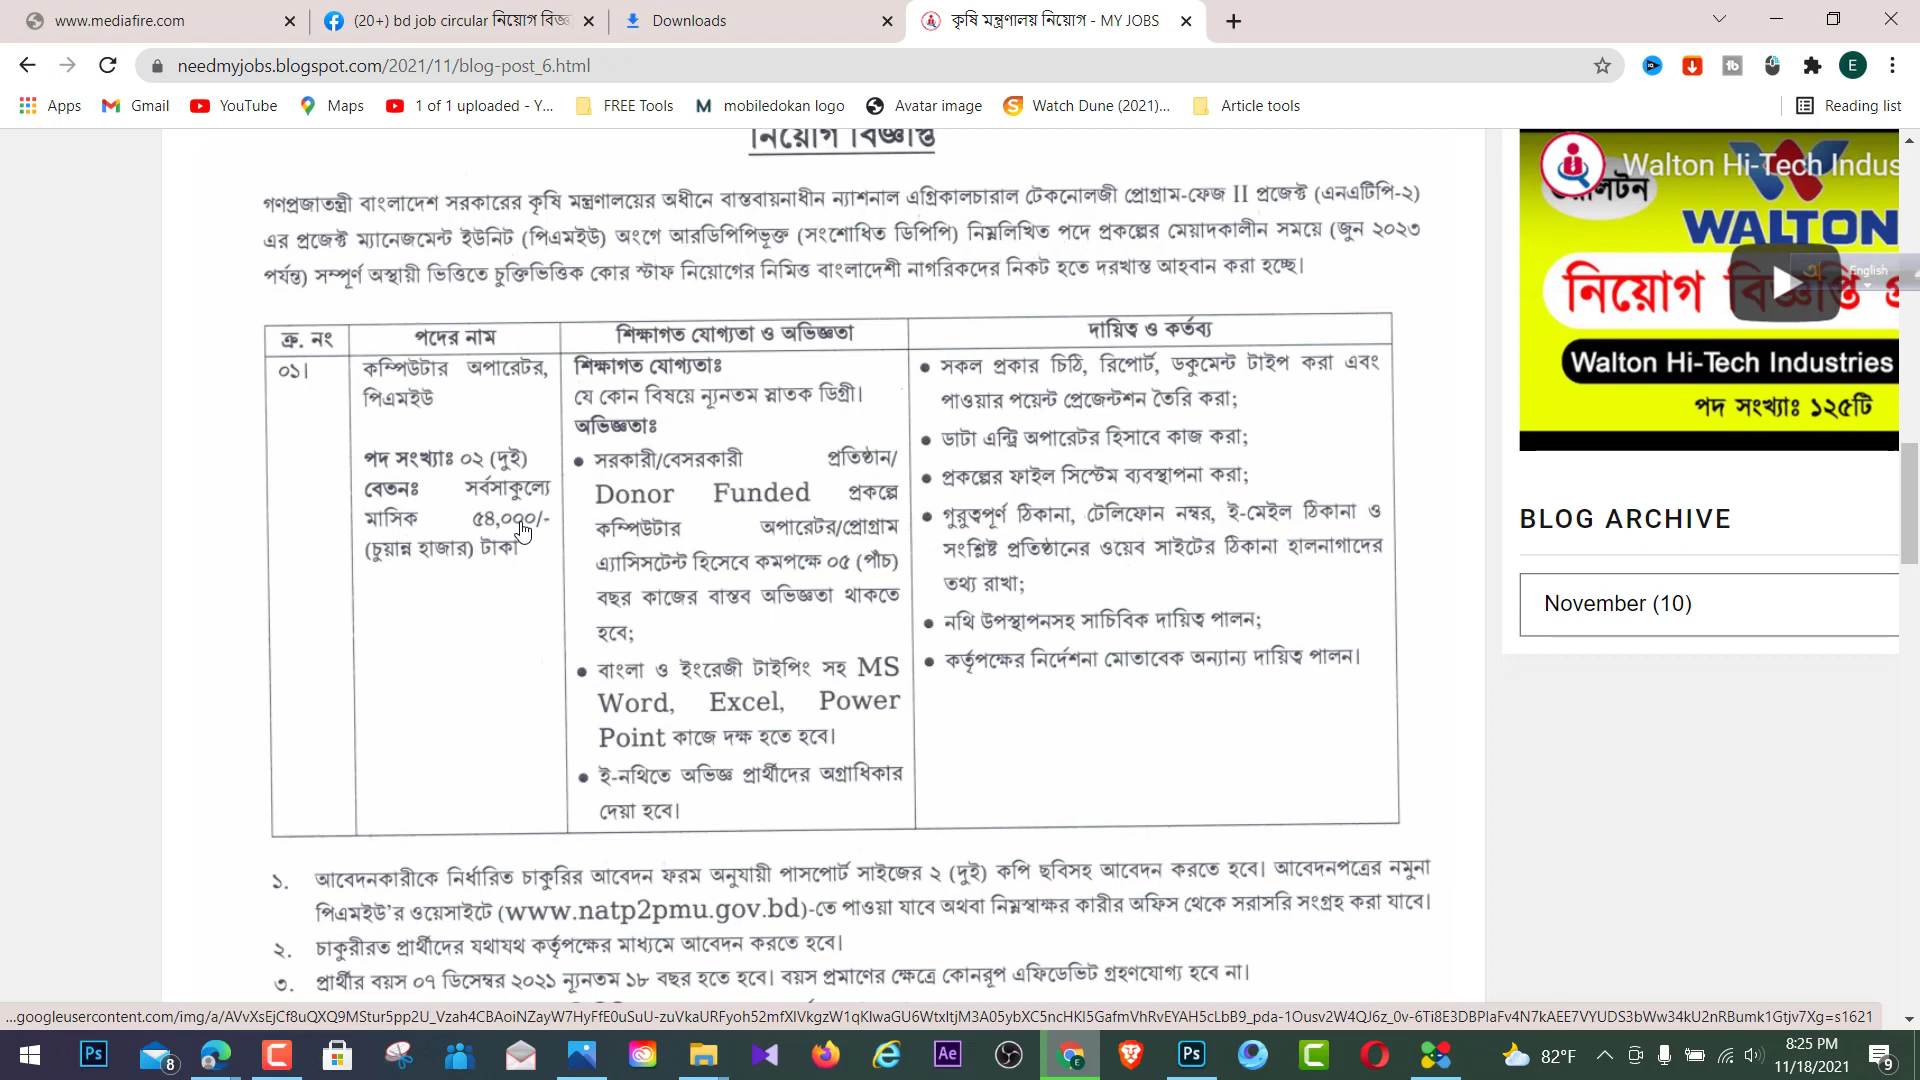 www.mediafire.com
(20+) bd job circular নিয়োগ বিজ্ঞ
Downloads
কৃষি মন্ত্রণালয় নিয়োগ - MY JOBS
needmyjobs.blogspot.com/2021/11/blog-post_6.html
E
Apps
Gmail
YouTube
Maps
1 of 1 uploaded - Y...
FREE Tools
mobiledokan logo
Avatar image
Watch Dune (2021)...
Article tools
Reading list
নিয়োগ বিজ্ঞপ্তি
গণপ্রজাতন্ত্রী বাংলাদেশ সরকারের কৃষি মন্ত্রণালয়ের অধীনে বাস্তবায়নাধীন ন্যাশনাল এগ্রিকালচারাল টেকনোলজী প্রোগ্রাম-ফেজ II প্রজেক্ট (এনএটিপি-২)
এর প্রজেক্ট ম্যানেজমেন্ট ইউনিট (পিএমইউ) অংগে আরডিপিপিভূক্ত (সংশোধিত ডিপিপি) নিম্নলিখিত পদে প্রকল্পের মেয়াদকালীন সময়ে (জুন ২০২৩
পর্যন্ত) সম্পূর্ণ অস্থায়ী ভিত্তিতে চুক্তিভিত্তিক কোর স্টাফ নিয়োগের নিমিত্ত বাংলাদেশী নাগরিকদের নিকট হতে দরখাস্ত আহবান করা হচ্ছে।
ক্র. নং
পদের নাম
শিক্ষাগত যোগ্যতা ও অভিজ্ঞতা
দায়িত্ব ও কর্তব্য
০১।
কম্পিউটার অপারেটর,
পিএমইউ
পদ সংখ্যাঃ ০২ (দুই)
বেতনঃ সর্বসাকুল্যে
মাসিক ৫৪,০০০/-
(চুয়ান্ন হাজার) টাকা
শিক্ষাগত যোগ্যতাঃ
যে কোন বিষয়ে ন্যূনতম স্নাতক ডিগ্রী।
অভিজ্ঞতাঃ
● সরকারী/বেসরকারী প্রতিষ্ঠান/
Donor Funded প্রকল্পে
কম্পিউটার অপারেটর/প্রোগ্রাম
এ্যাসিসটেন্ট হিসেবে কমপক্ষে ০৫ (পাঁচ)
বছর কাজের বাস্তব অভিজ্ঞতা থাকতে
হবে;
● বাংলা ও ইংরেজী টাইপিং সহ MS
Word, Excel, Power
Point কাজে দক্ষ হতে হবে।
● ই-নথিতে অভিজ্ঞ প্রার্থীদের অগ্রাধিকার
দেয়া হবে।
● সকল প্রকার চিঠি, রিপোর্ট, ডকুমেন্ট টাইপ করা এবং
পাওয়ার পয়েন্ট প্রেজেন্টশন তৈরি করা;
● ডাটা এন্ট্রি অপারেটর হিসাবে কাজ করা;
● প্রকল্পের ফাইল সিস্টেম ব্যবস্থাপনা করা;
● গুরুত্বপূর্ণ ঠিকানা, টেলিফোন নম্বর, ই-মেইল ঠিকানা ও
সংশ্লিষ্ট প্রতিষ্ঠানের ওয়েব সাইটের ঠিকানা হালনাগাদের
তথ্য রাখা;
● নথি উপস্থাপনসহ সাচিবিক দায়িত্ব পালন;
● কর্তৃপক্ষের নির্দেশনা মোতাবেক অন্যান্য দায়িত্ব পালন।
১. আবেদনকারীকে নির্ধারিত চাকুরির আবেদন ফরম অনুযায়ী পাসপোর্ট সাইজের ২ (দুই) কপি ছবিসহ আবেদন করতে হবে। আবেদনপত্রের নমুনা
পিএমইউ'র ওয়েসাইটে (www.natp2pmu.gov.bd)-তে পাওয়া যাবে অথবা নিম্নস্বাক্ষর কারীর অফিস থেকে সরাসরি সংগ্রহ করা যাবে।
২. চাকুরীরত প্রার্থীদের যথাযথ কর্তৃপক্ষের মাধ্যমে আবেদন করতে হবে।
৩. প্রার্থীর বয়স ০৭ ডিসেম্বর ২০২১ ন্যূনতম ১৮ বছর হতে হবে। বয়স প্রমাণের ক্ষেত্রে কোনরূপ এফিডেভিট গ্রহণযোগ্য হবে না।
Walton Hi-Tech Indus
WALTON
নিয়োগ বিজ্ঞপ্তি প্র
English
Walton Hi-Tech Industries
পদ সংখ্যাঃ ১২৫টি
BLOG ARCHIVE
November (10)
8
82°F
8:25 PM
11/18/2021
9